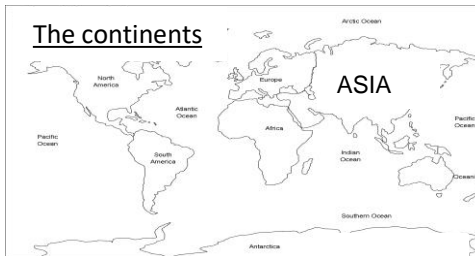 The continents
Arctic Ocean
North
America
Europe
ASIA
Atlantic
Ocean
Pacific
Ocean
Africa
Pacific
Ocean
South
America
Indian
Ocean
Ocean
Southern Ocean
Antarctica